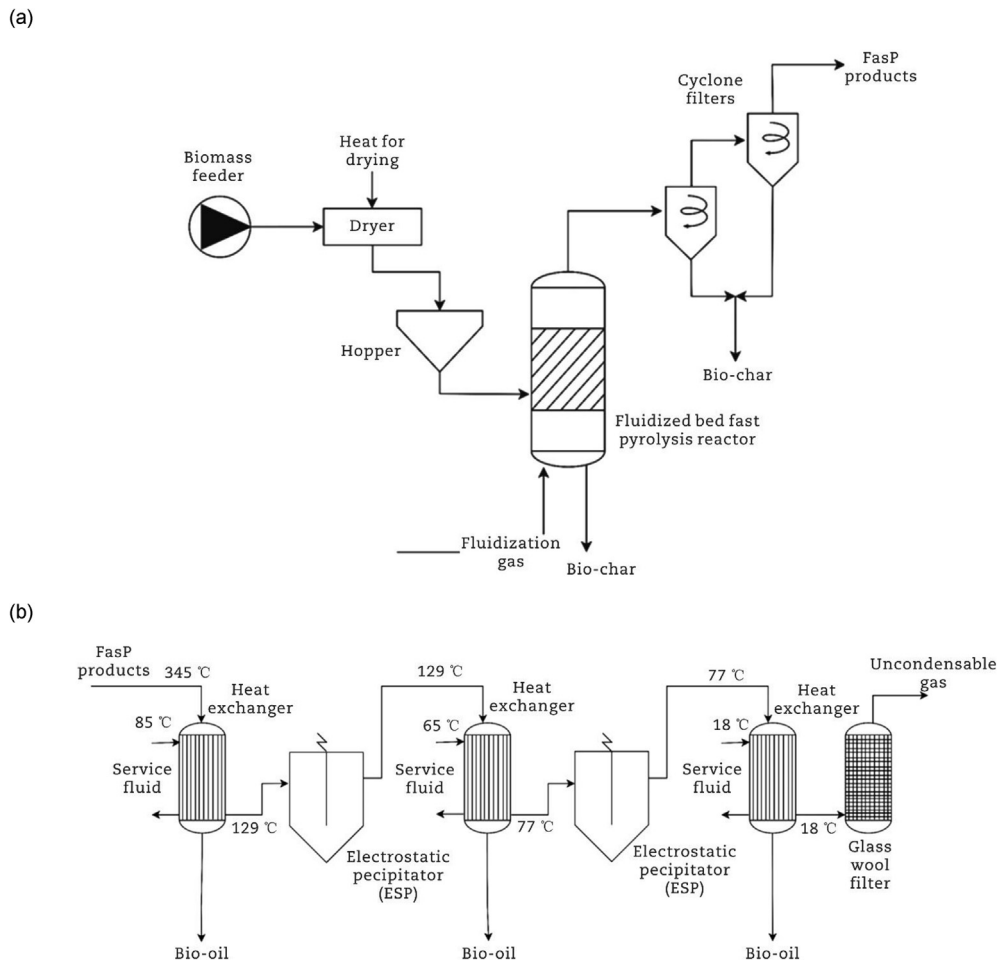 (a)
FasP
products
Cyclone
filters
Heat for
drying
Biomass
feeder
Dryer
Hopper
Bio-char
Fluidized bed fast
pyrolysis reactor
Fluidization
gas
Bio-char
(b)
FasP
products
345 ℃
Heat
exchanger
85 ℃
Service
fluid
129 ℃
Electrostatic
pecipitator
(ESP)
Bio-oil
129 ℃
Heat
exchanger
65 ℃
Service
fluid
77 ℃
Electrostatic
pecipitator
(ESP)
Bio-oil
77 ℃
Heat
exchanger
18 ℃
Service
fluid
18 ℃
Uncondensable
gas
Glass
wool
filter
Bio-oil